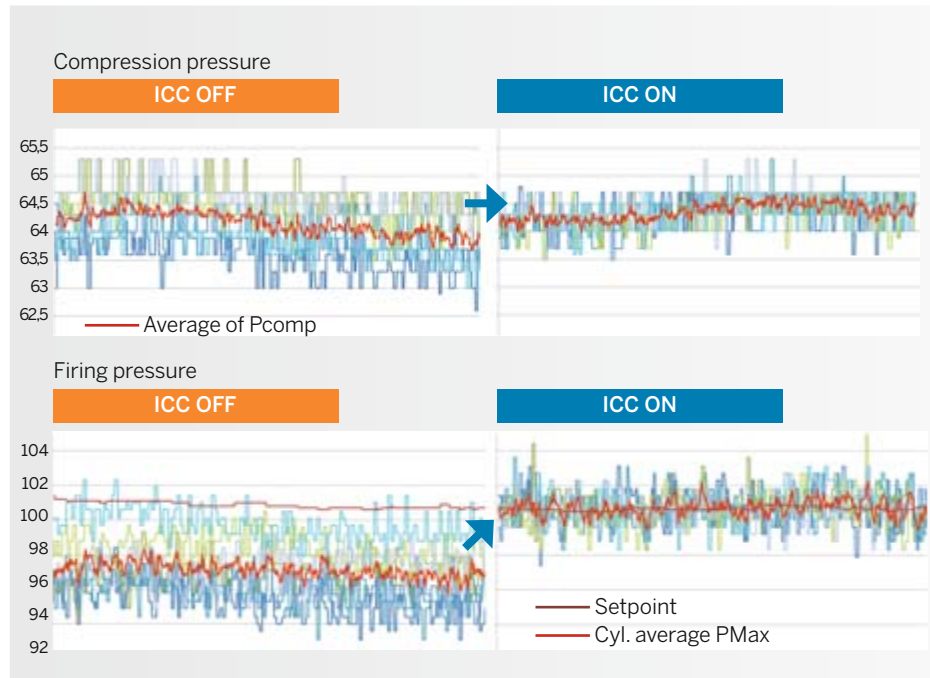 Compression pressure
ICC OFF
ICC ON
65,5
65
64,5
64
63,5
63
62,5
Average of Pcomp
Firing pressure
ICC OFF
ICC ON
104
102
100
98
96
94
92
Setpoint
Cyl. average PMax